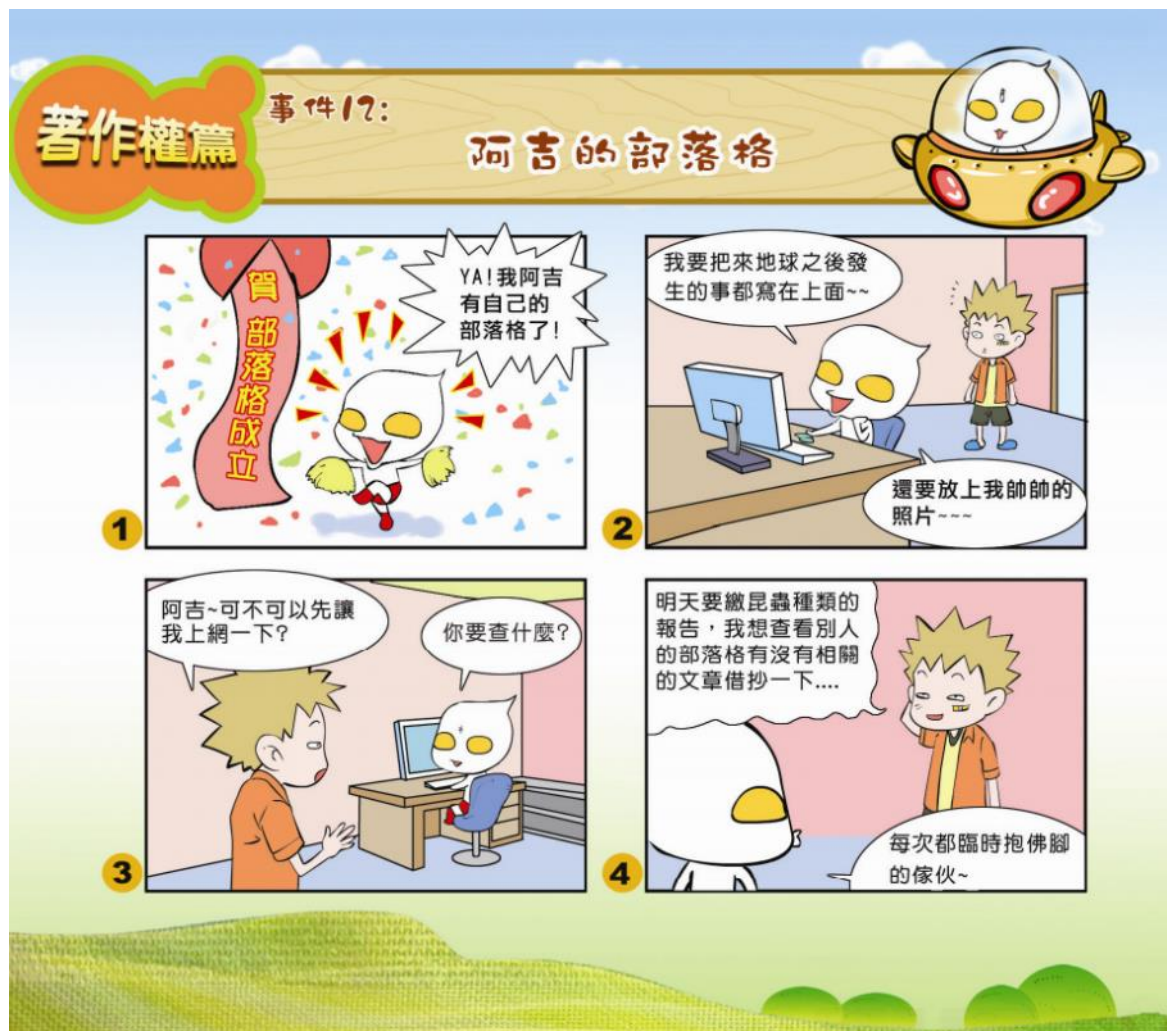 著作權篇
事件17:
阿吉的部落格
賀 部落格成立
YA!我阿吉
有自己的
部落格了!
1
我要把來地球之後發
生的事都寫在上面~~
還要放上我帥帥的
照片~~~
2
阿吉~可不可以先讓
我上網一下?
你要查什麼?
3
明天要繳昆蟲種類的
報告,我想查看別人
的部落格有沒有相關
的文章借抄一下....
每次都臨時抱佛腳
的傢伙~
4